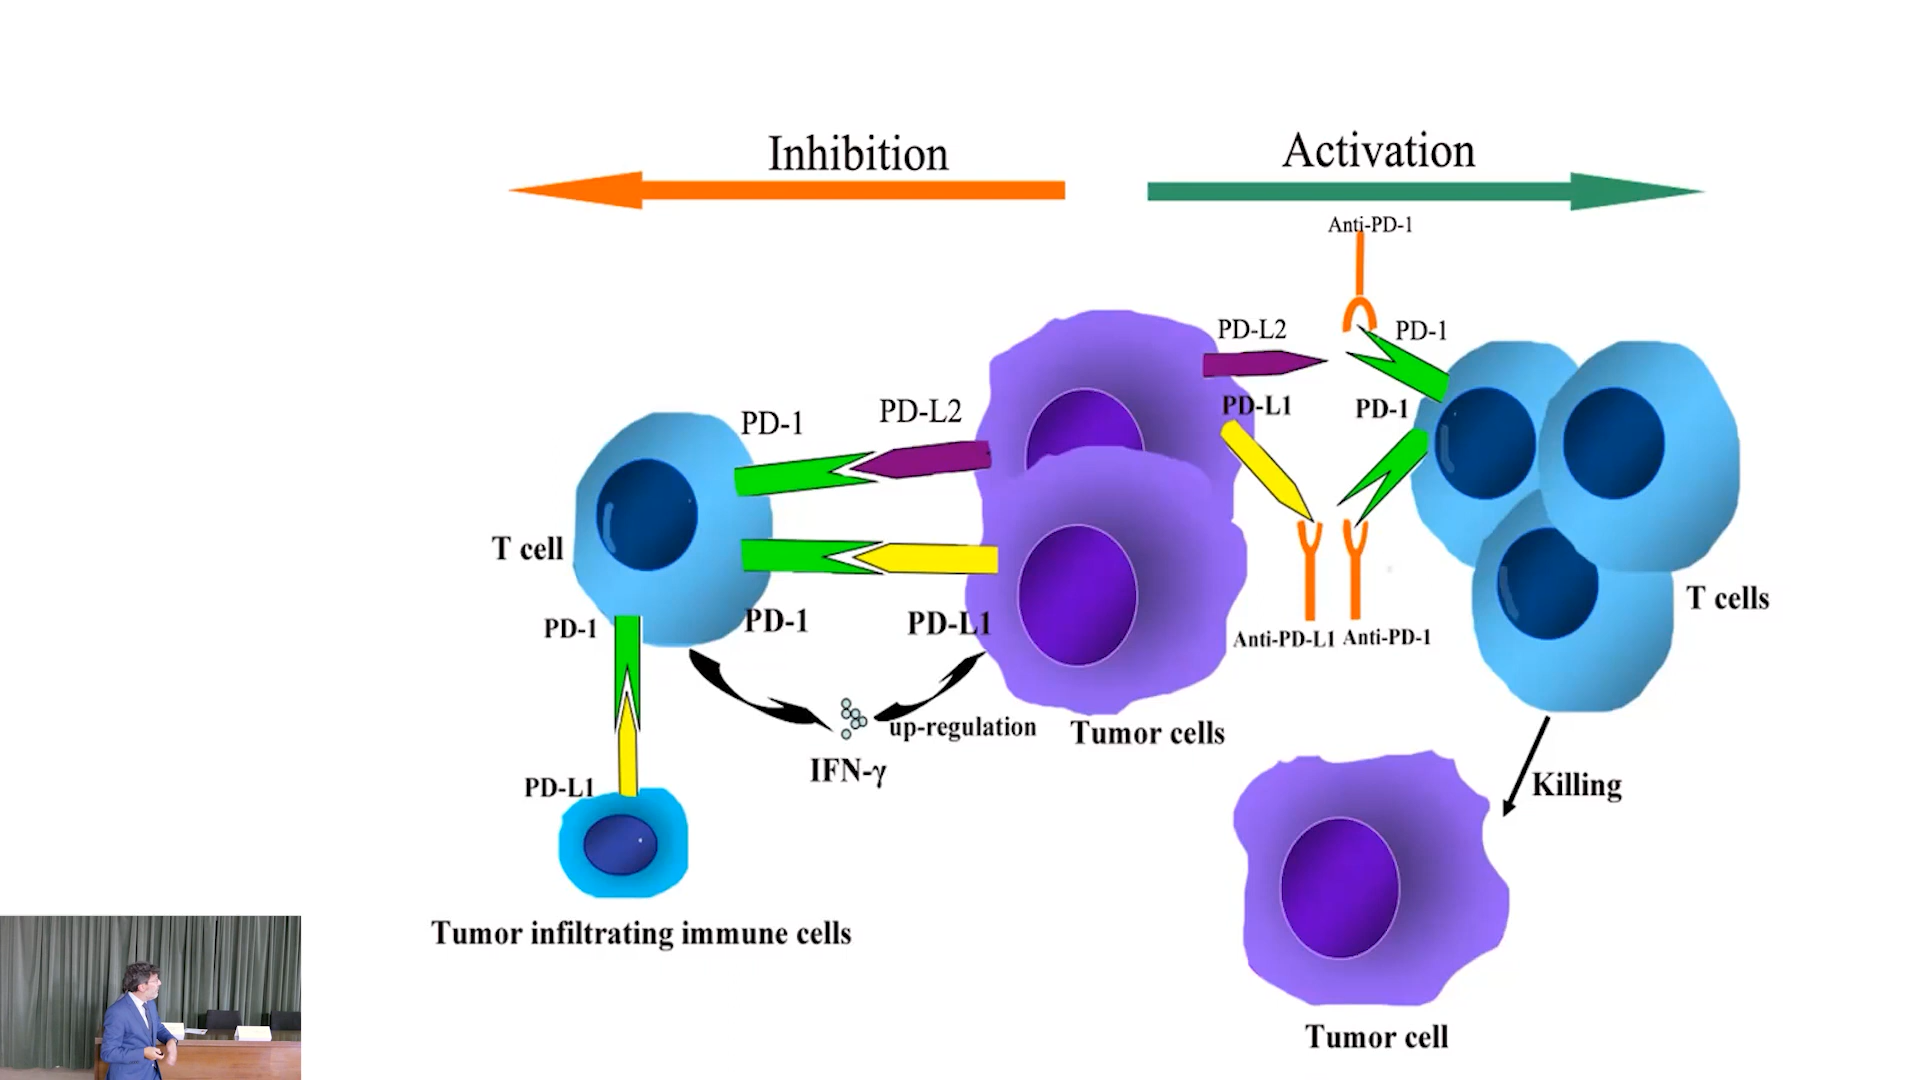 Inhibition
Activation
Anti-PD-1
PD-L2
PD-1
PD-L1
PD-1
PD-1
PD-L2
T cell
PD-1
PD-1
PD-L1
T cells
Anti-PD-L1
Anti-PD-1
up-regulation
Tumor cells
IFN-γ
PD-L1
Killing
Tumor infiltrating immune cells
Tumor cell